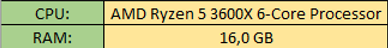 CPU: AMD Ryzen 5 3600X 6-Core Processor
RAM: 16,0 GB